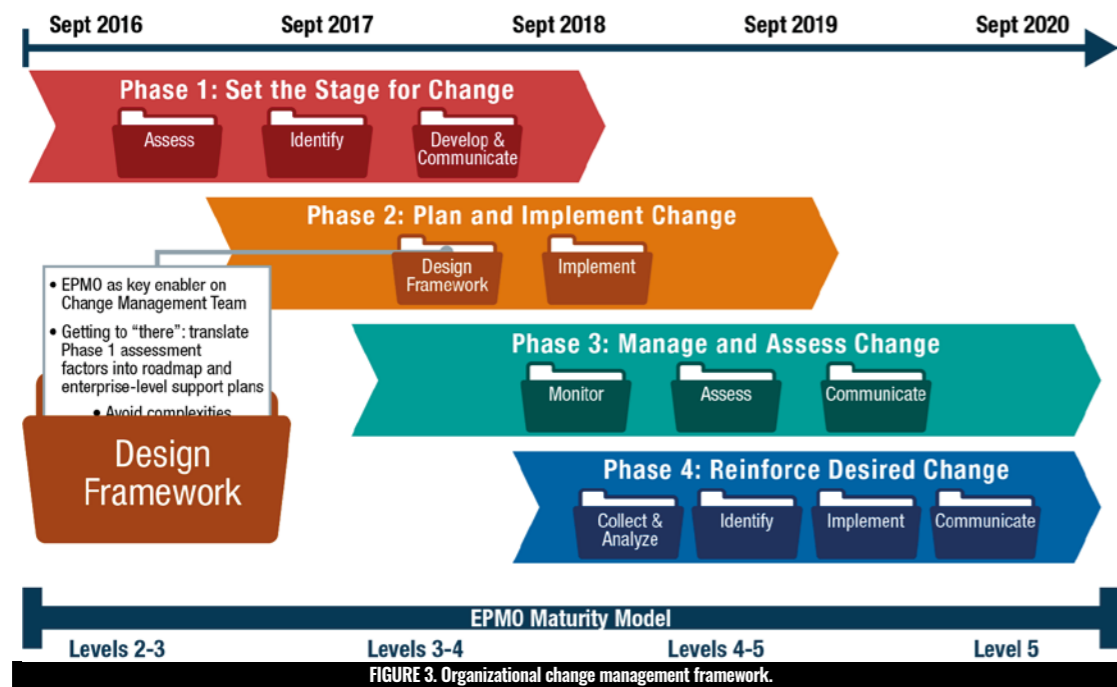 Sept 2016 Sept 2017 Sept 2018 Sept 2019 Sept 2020
Phase 1: Set the Stage for Change
Assess
Identify
Develop &
Communicate
Phase 2: Plan and Implement Change
Design
Framework
Implement
• EPMO as key enabler on
Change Management Team
• Getting to “there”: translate
Phase 1 assessment
factors into roadmap and
enterprise-level support plans
• Avoid complexities
Design
Framework
Phase 3: Manage and Assess Change
Monitor
Assess
Communicate
Phase 4: Reinforce Desired Change
Collect &
Analyze
Identify
Implement
Communicate
EPMO Maturity Model
Levels 2-3 Levels 3-4 Levels 4-5 Level 5
FIGURE 3. Organizational change management framework.